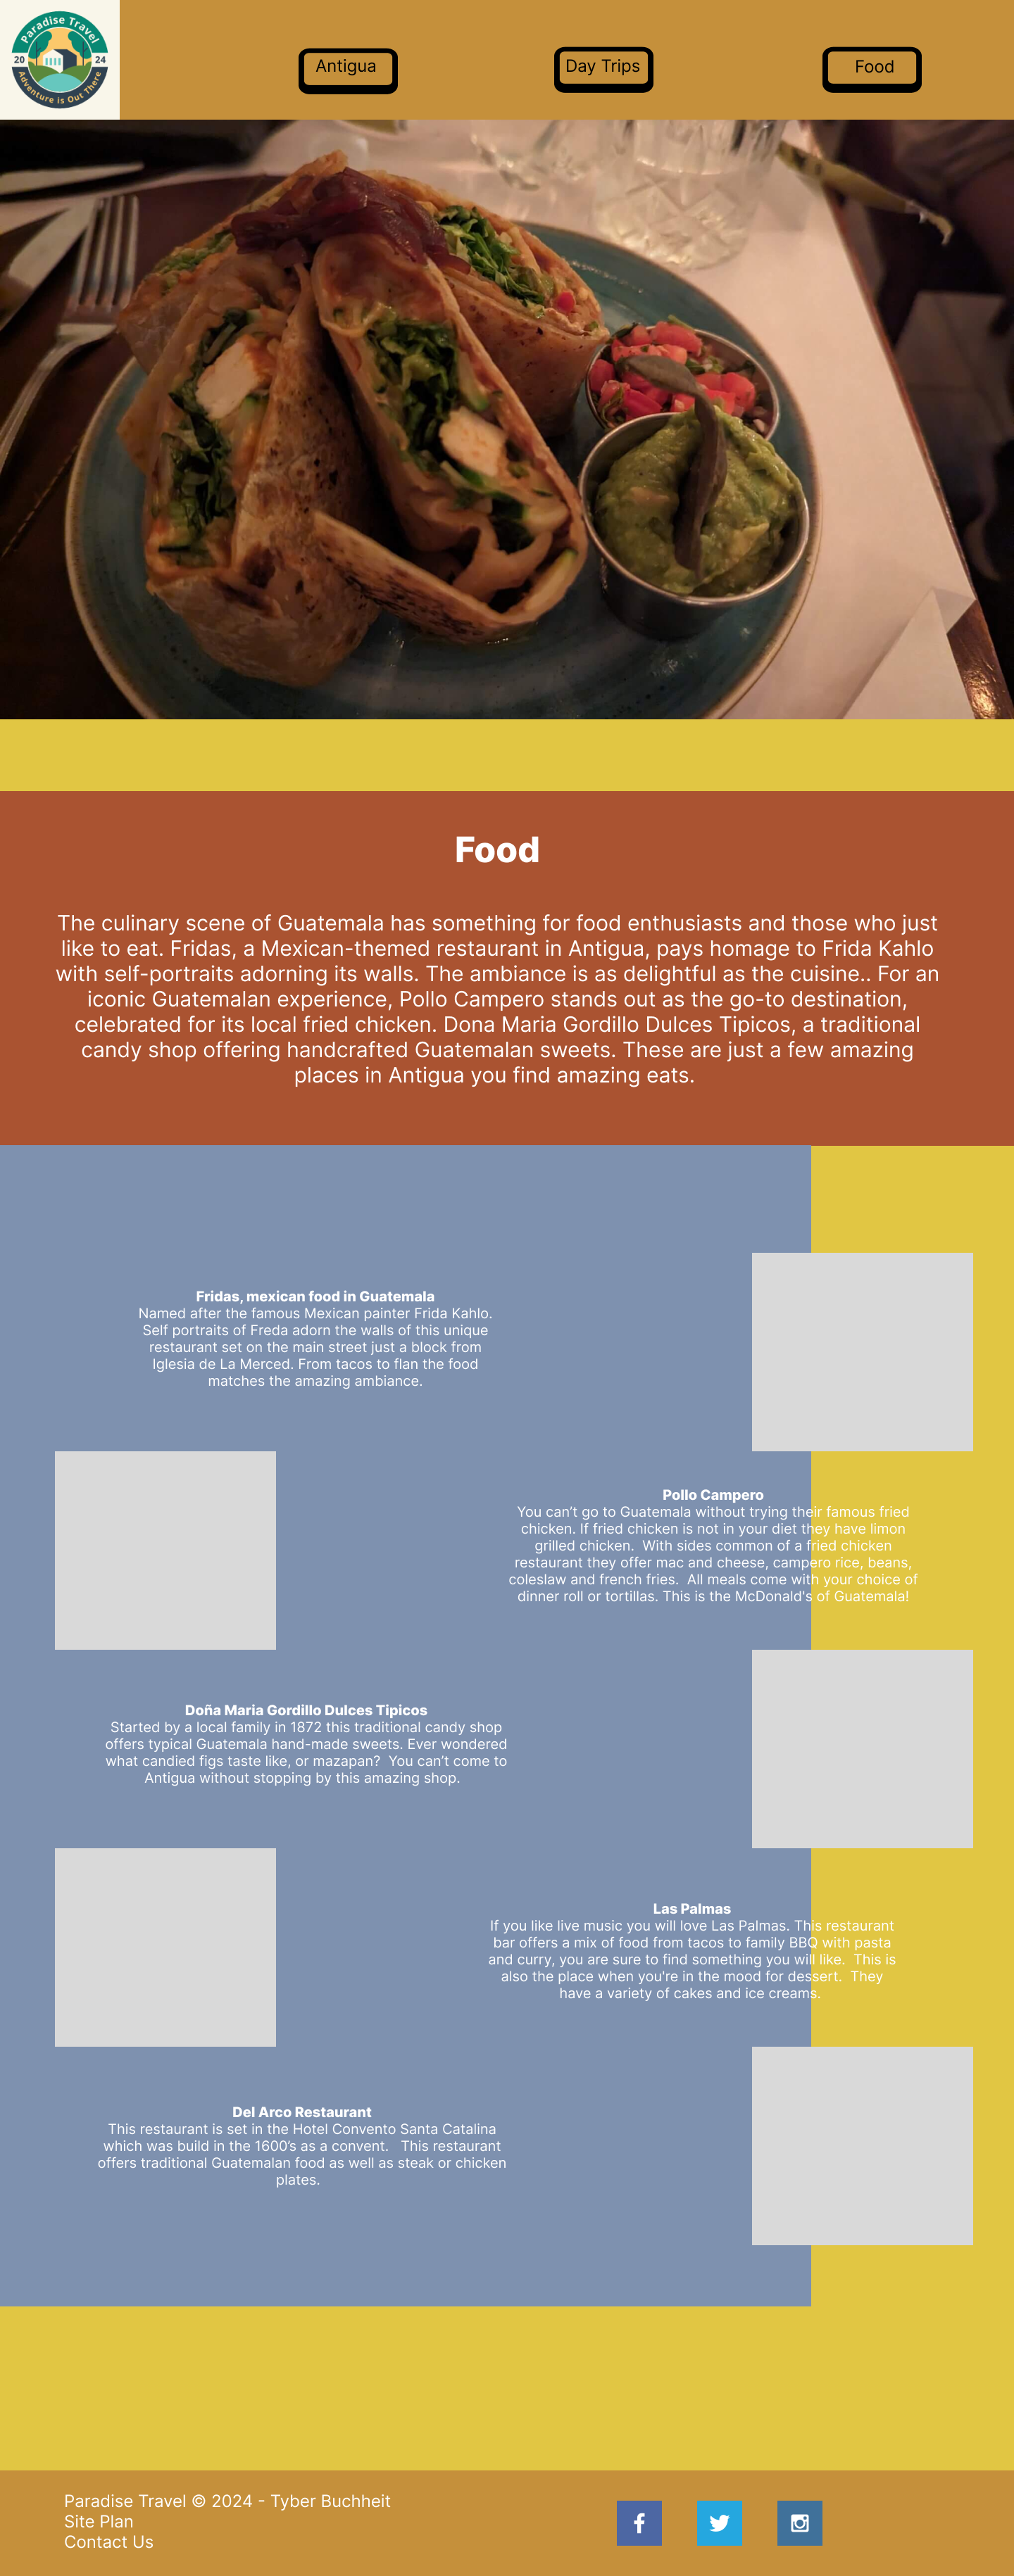 Paradise Travel
20 24
Adventure is Out There
Antigua
Day Trips
Food
Food
The culinary scene of Guatemala has something for food enthusiasts and those who just
like to eat. Fridas, a Mexican-themed restaurant in Antigua, pays homage to Frida Kahlo
with self-portraits adorning its walls. The ambiance is as delightful as the cuisine.. For an
iconic Guatemalan experience, Pollo Campero stands out as the go-to destination,
celebrated for its local fried chicken. Dona Maria Gordillo Dulces Tipicos, a traditional
candy shop offering handcrafted Guatemalan sweets. These are just a few amazing
places in Antigua you find amazing eats.
Fridas, mexican food in Guatemala
Named after the famous Mexican painter Frida Kahlo.
Self portraits of Freda adorn the walls of this unique
restaurant set on the main street just a block from
Iglesia de La Merced. From tacos to flan the food
matches the amazing ambiance.
Pollo Campero
You can't go to Guatemala without trying their famous fried
chicken. If fried chicken is not in your diet they have limon
grilled chicken.  With sides common of a fried chicken
restaurant they offer mac and cheese, campero rice, beans,
coleslaw and french fries.  All meals come with your choice of
dinner roll or tortillas. This is the McDonald's of Guatemala!
Doña Maria Gordillo Dulces Tipicos
Started by a local family in 1872 this traditional candy shop
offers typical Guatemala hand-made sweets. Ever wondered
what candied figs taste like, or mazapan?  You can't come to
Antigua without stopping by this amazing shop.
Las Palmas
If you like live music you will love Las Palmas. This restaurant
bar offers a mix of food from tacos to family BBQ with pasta
and curry, you are sure to find something you will like.  This is
also the place when you're in the mood for dessert.  They
have a variety of cakes and ice creams.
Del Arco Restaurant
This restaurant is set in the Hotel Convento Santa Catalina
which was build in the 1600's as a convent.   This restaurant
offers traditional Guatemalan food as well as steak or chicken
plates.
Paradise Travel © 2024 - Tyber Buchheit
Site Plan
Contact Us